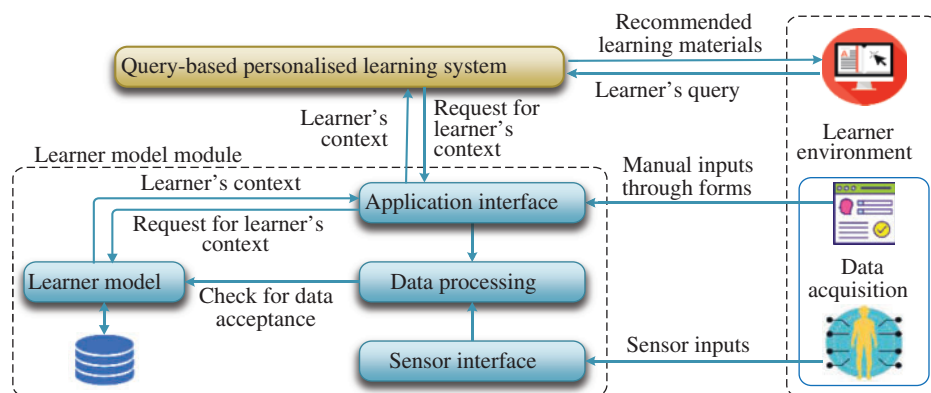 Recommended
learning materials
Query-based personalised learning system
Learner's query
Learner's
context
Request for
learner's
context
Learner
environment
Learner model module
Learner's context
Manual inputs
through forms
Application interface
Request for learner's
context
Learner model
Data processing
Data
acquisition
Check for data
acceptance
Sensor interface
Sensor inputs